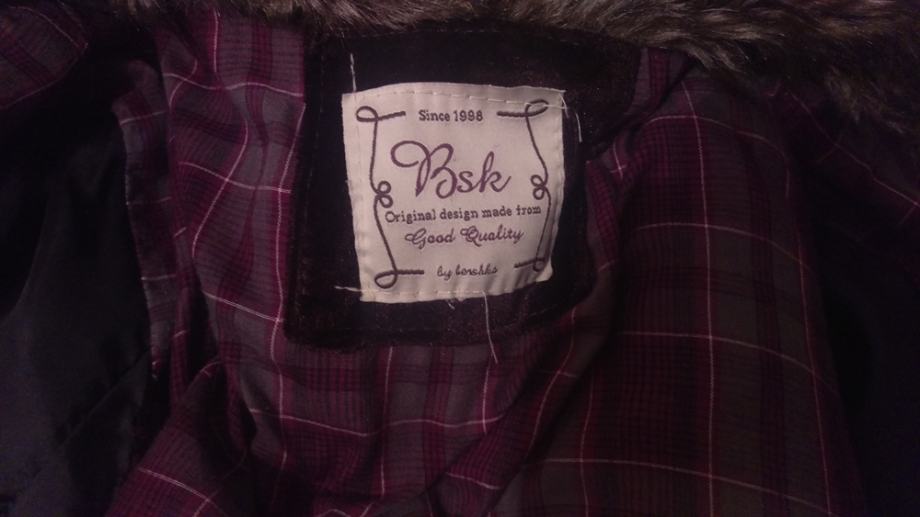 Since 1998
Bsk
Original design made from
Good Quality
by bershka